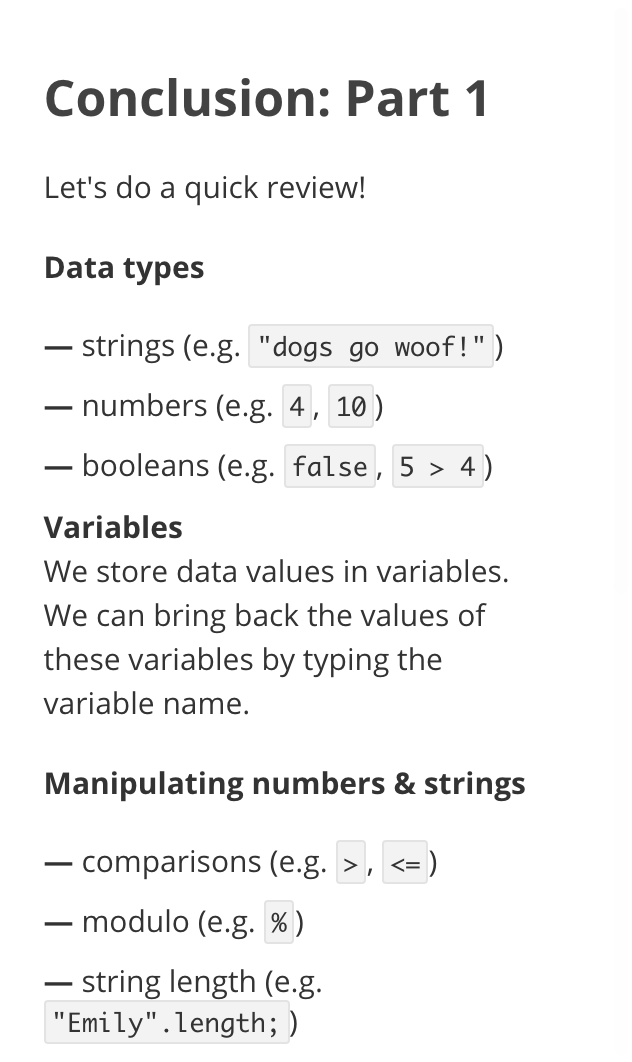 Conclusion: Part 1
Let's do a quick review!
Data types
— strings (e.g. "dogs go woof!")
— numbers (e.g. 4, 10)
— booleans (e.g. false, 5 > 4)
Variables
We store data values in variables.
We can bring back the values of
these variables by typing the
variable name.
Manipulating numbers & strings
— comparisons (e.g. >, <=)
— modulo (e.g. %)
— string length (e.g.
"Emily".length;)